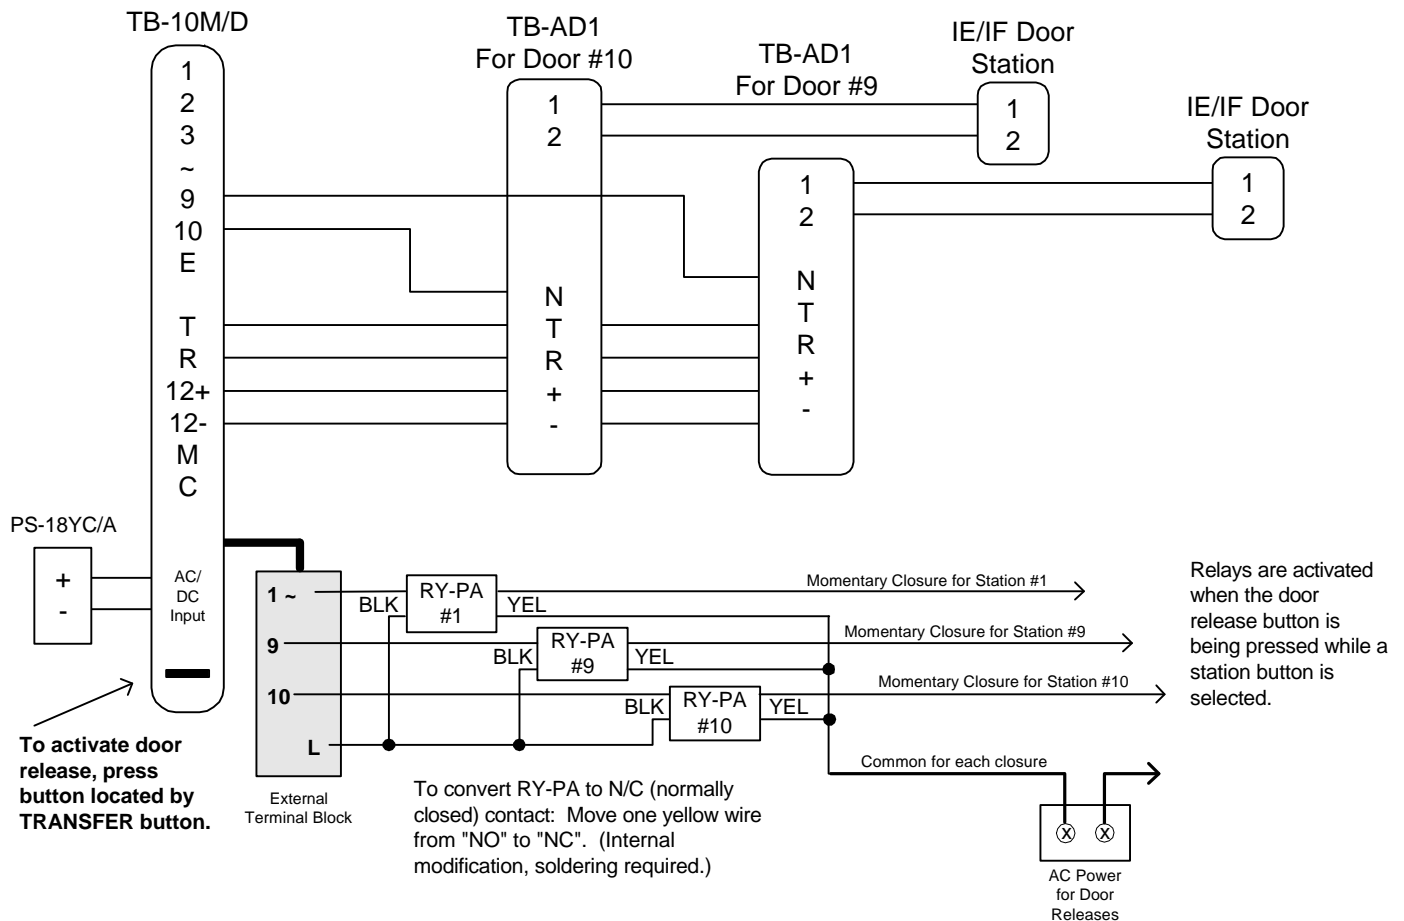 TB-10M/D
1
2
3
~
9
10
E
T
R
12+
12-
M
C
AC/
DC
Input
TB-AD1
For Door #10
1
2
N
T
R
+
-
TB-AD1
For Door #9
1
2
N
T
R
+
-
IE/IF Door
Station
1
2
IE/IF Door
Station
1
2
PS-18YC/A
+
-
To activate door
release, press
button located by
TRANSFER button.
1 ~
9
10
L
External
Terminal Block
BLK
RY-PA
#1
YEL
Momentary Closure for Station #1
BLK
RY-PA
#9
YEL
Momentary Closure for Station #9
BLK
RY-PA
#10
YEL
Momentary Closure for Station #10
Common for each closure
To convert RY-PA to N/C (normally
closed) contact: Move one yellow wire
from "NO" to "NC". (Internal
modification, soldering required.)
Relays are activated
when the door
release button is
being pressed while a
station button is
selected.
X X
AC Power
for Door
Releases